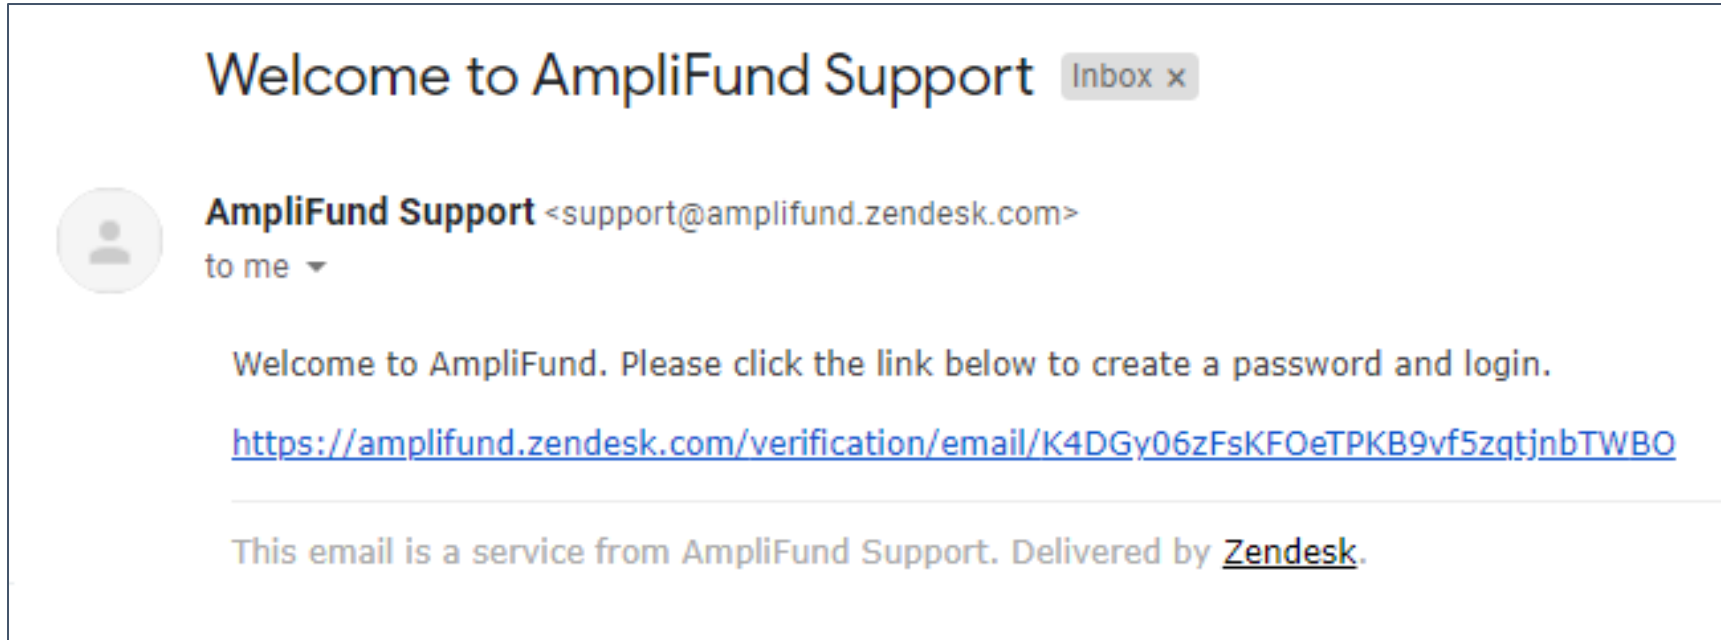 Welcome to AmpliFund Support Inbox x
AmpliFund Support <support@amplifund.zendesk.com>
to me
Welcome to AmpliFund. Please click the link below to create a password and login.
https://amplifund.zendesk.com/verification/email/K4DGy06zFsKFOeTPKB9vf5zqtjnbTWBO
This email is a service from AmpliFund Support. Delivered by Zendesk.